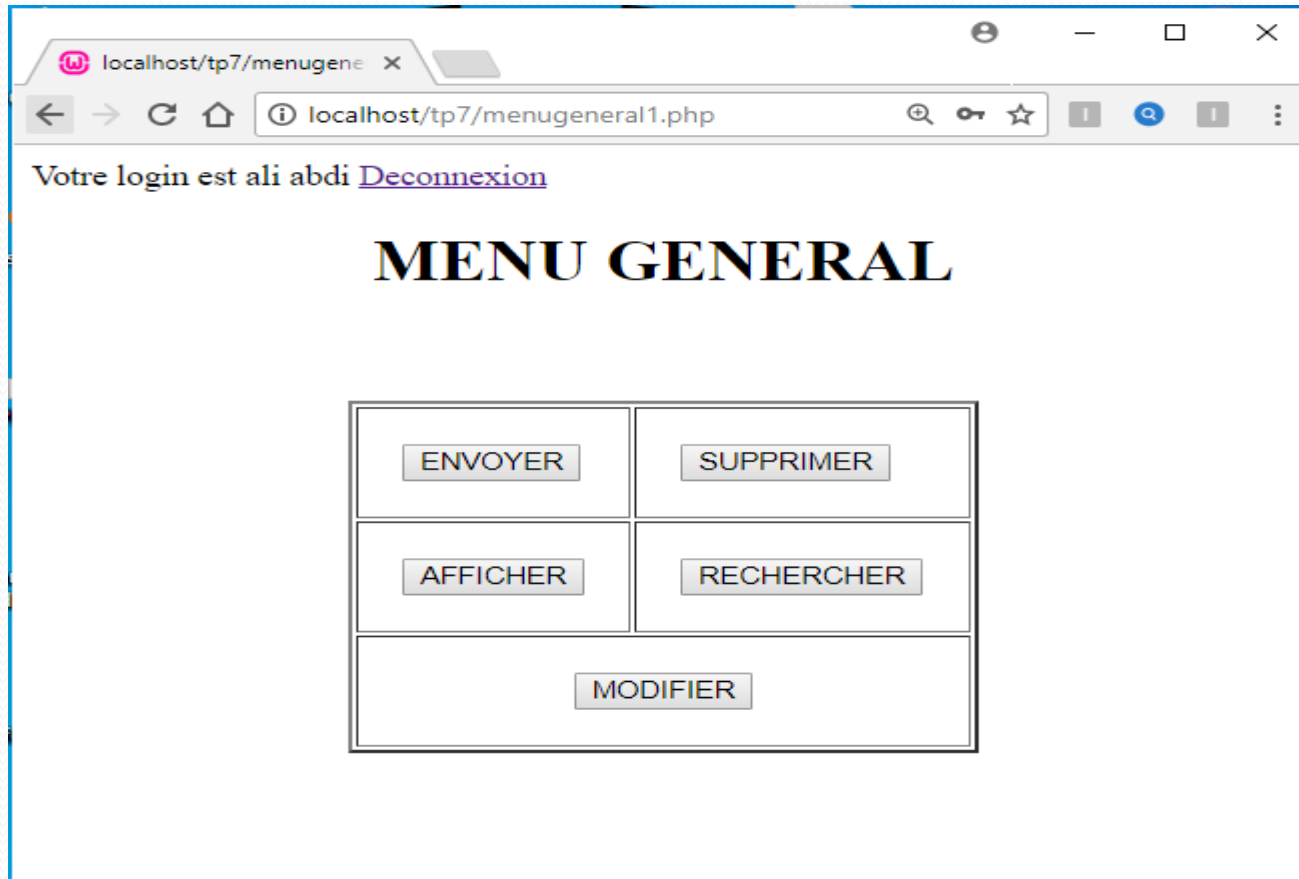 localhost/tp7/menugene
localhost/tp7/menugeneral1.php
Votre login est ali abdi Deconnexion
MENU GENERAL
ENVOYER SUPPRIMER
AFFICHER RECHERCHER
MODIFIER